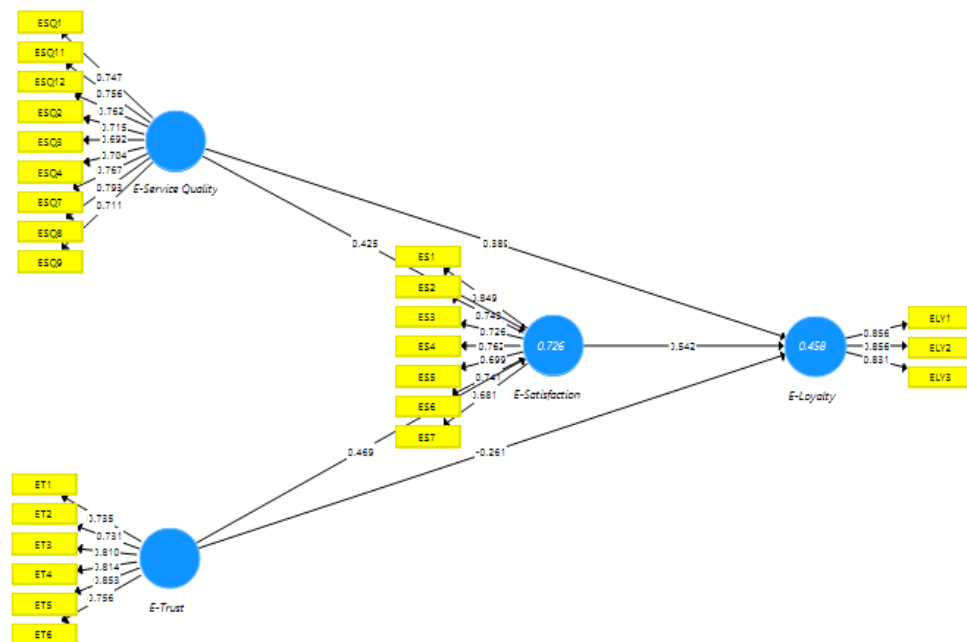 ESQ1
ESQ11
ESQ12
ESQ2
ESQ3
ESQ4
ESQ7
ESQ8
ESQ9
0.747
0.756
0.762
0.715
0.692
0.704
0.767
0.793
0.711
E-Service Quality
0.425
0.385
ES1
ES2
ES3
ES4
ES5
ES6
ES7
0.849
0.743
0.726
0.762
0.699
0.741
0.681
0.726
E-Satisfaction
0.542
0.458
E-Loyalty
0.856
0.856
0.831
ELY1
ELY2
ELY3
0.469
-0.261
ET1
ET2
ET3
ET4
ET5
ET6
0.735
0.731
0.810
0.814
0.853
0.756
E-Trust